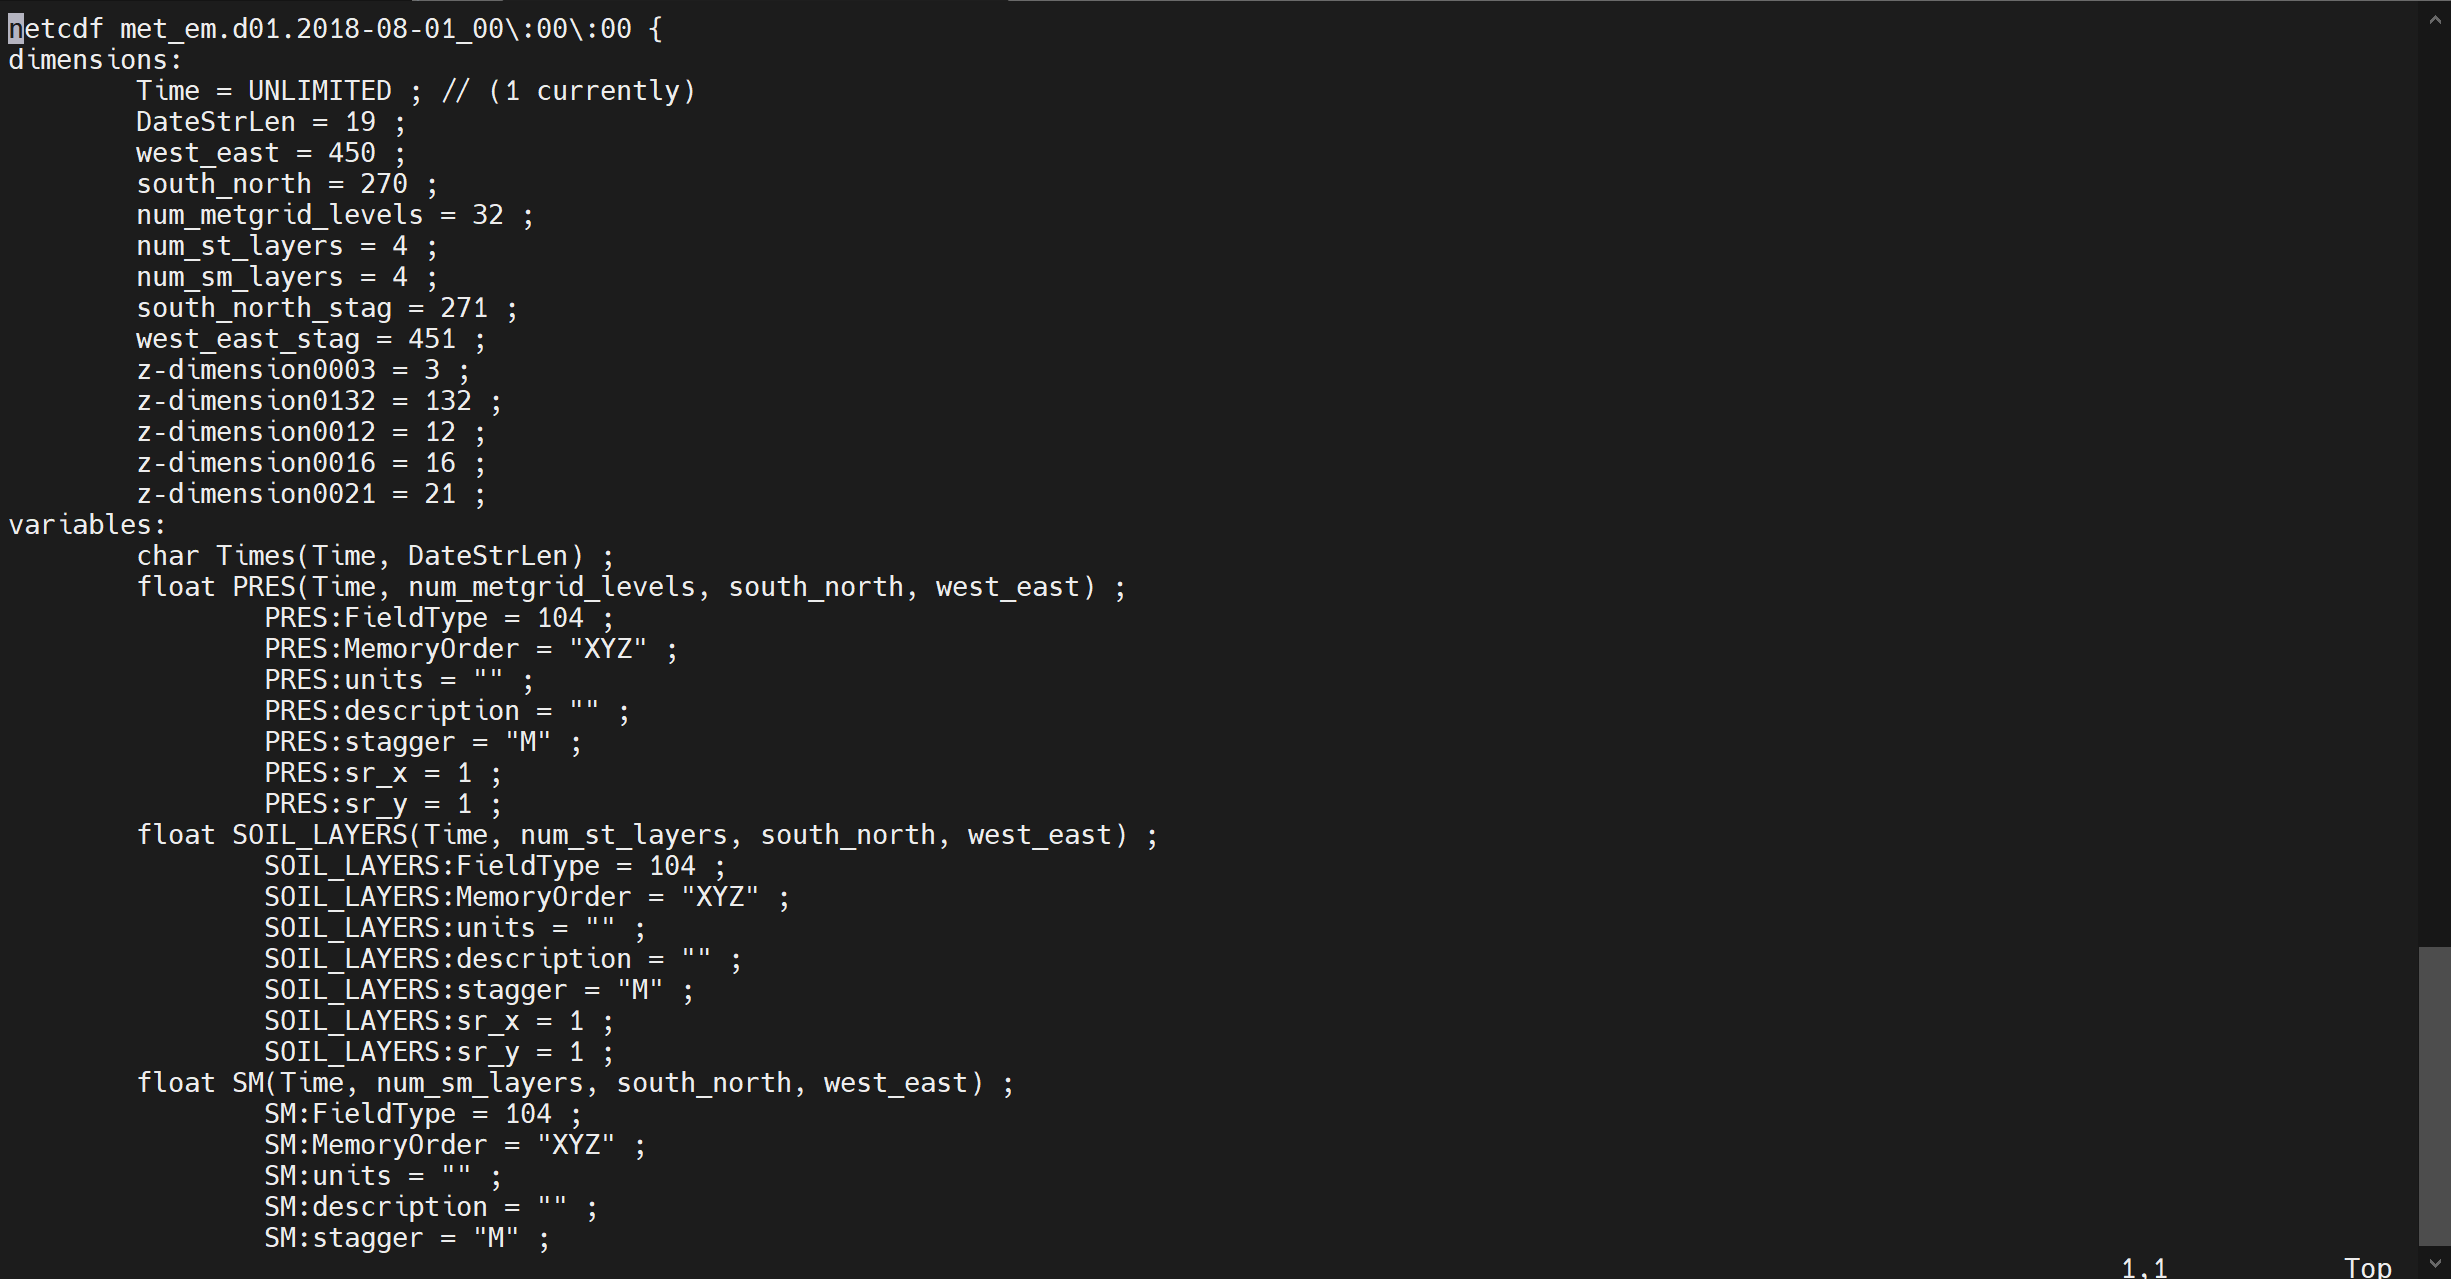 netcdf met_em.d01.2018-08-01_00\:00\:00 {
dimensions:
        Time = UNLIMITED ; // (1 currently)
        DateStrLen = 19 ;
        west_east = 450 ;
        south_north = 270 ;
        num_metgrid_levels = 32 ;
        num_st_layers = 4 ;
        num_sm_layers = 4 ;
        south_north_stag = 271 ;
        west_east_stag = 451 ;
        z-dimension0003 = 3 ;
        z-dimension0132 = 132 ;
        z-dimension0012 = 12 ;
        z-dimension0016 = 16 ;
        z-dimension0021 = 21 ;
variables:
        char Times(Time, DateStrLen) ;
        float PRES(Time, num_metgrid_levels, south_north, west_east) ;
                PRES:FieldType = 104 ;
                PRES:MemoryOrder = "XYZ" ;
                PRES:units = "" ;
                PRES:description = "" ;
                PRES:stagger = "M" ;
                PRES:sr_x = 1 ;
                PRES:sr_y = 1 ;
        float SOIL_LAYERS(Time, num_st_layers, south_north, west_east) ;
                SOIL_LAYERS:FieldType = 104 ;
                SOIL_LAYERS:MemoryOrder = "XYZ" ;
                SOIL_LAYERS:units = "" ;
                SOIL_LAYERS:description = "" ;
                SOIL_LAYERS:stagger = "M" ;
                SOIL_LAYERS:sr_x = 1 ;
                SOIL_LAYERS:sr_y = 1 ;
        float SM(Time, num_sm_layers, south_north, west_east) ;
                SM:FieldType = 104 ;
                SM:MemoryOrder = "XYZ" ;
                SM:units = "" ;
                SM:description = "" ;
                SM:stagger = "M" ;
1,1 Top